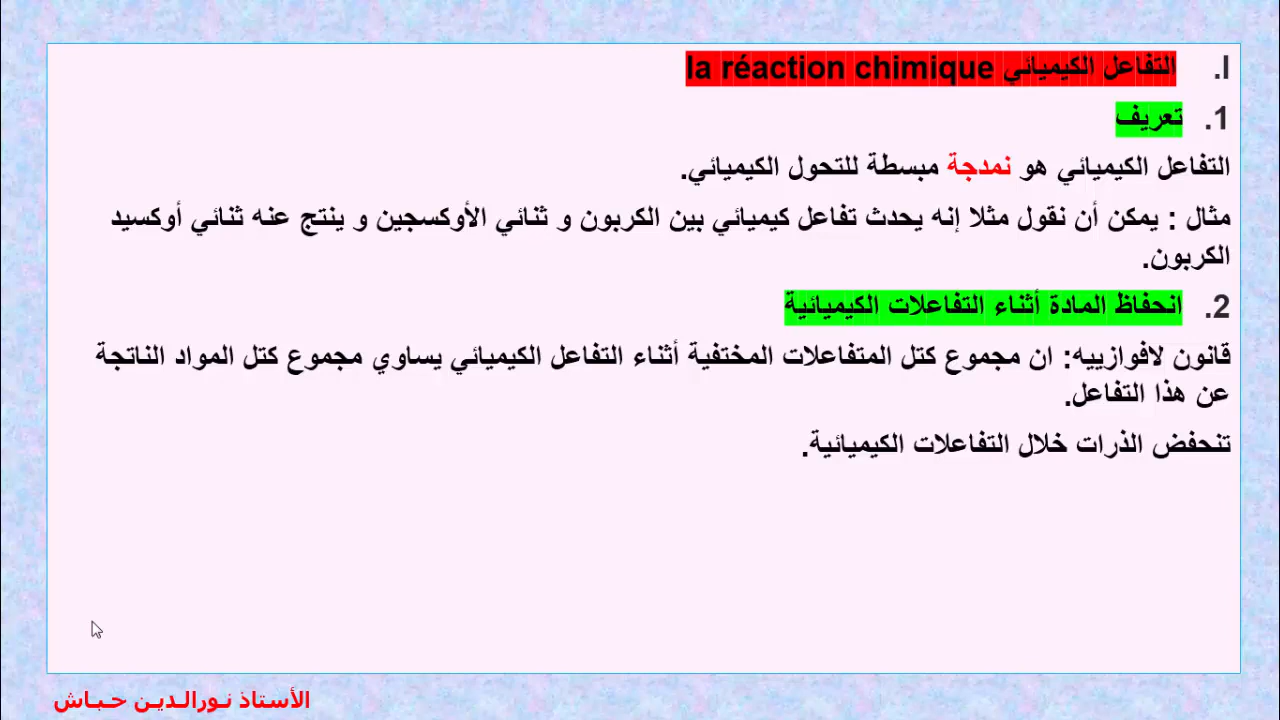 I. التفاعل الكيميائي la réaction chimique
1. تعريف
التفاعل الكيميائي هو نمدجة مبسطة للتحول الكيميائي.
مثال : يمكن أن نقول مثلا إنه يحدث تفاعل كيميائي بين الكربون و ثنائي الأوكسجين و ينتج عنه ثنائي أوكسيد
الكربون.
2. انحفاظ المادة أثناء التفاعلات الكيميائية
قانون لافوازييه: ان مجموع كتل المتفاعلات المختفية أثناء التفاعل الكيميائي يساوي مجموع كتل المواد الناتجة
عن هذا التفاعل.
تنحفض الذرات خلال التفاعلات الكيميائية.
الأستاذ نورالدين حباش